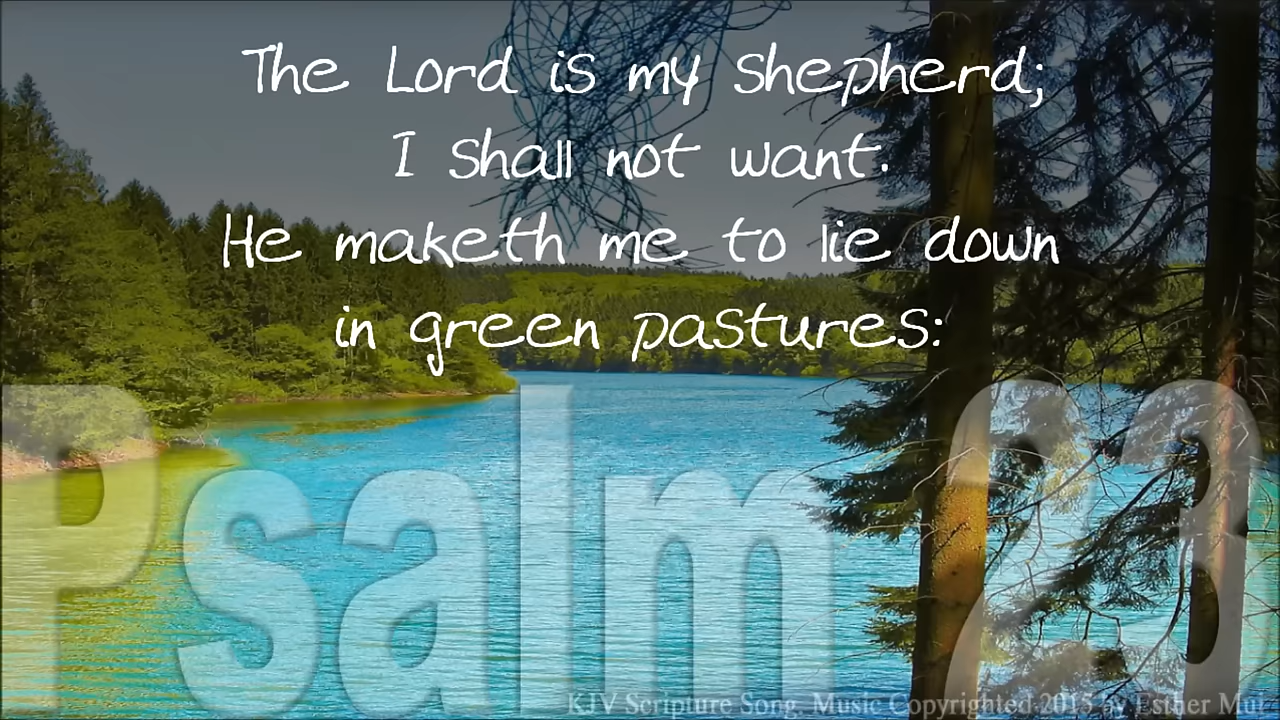 The Lord is my shepherd;
I shall not want.
He maketh me to lie down
in green pastures:
Psalm 23
KJV Scripture Song. Music Copyrighted 2015 by Esther